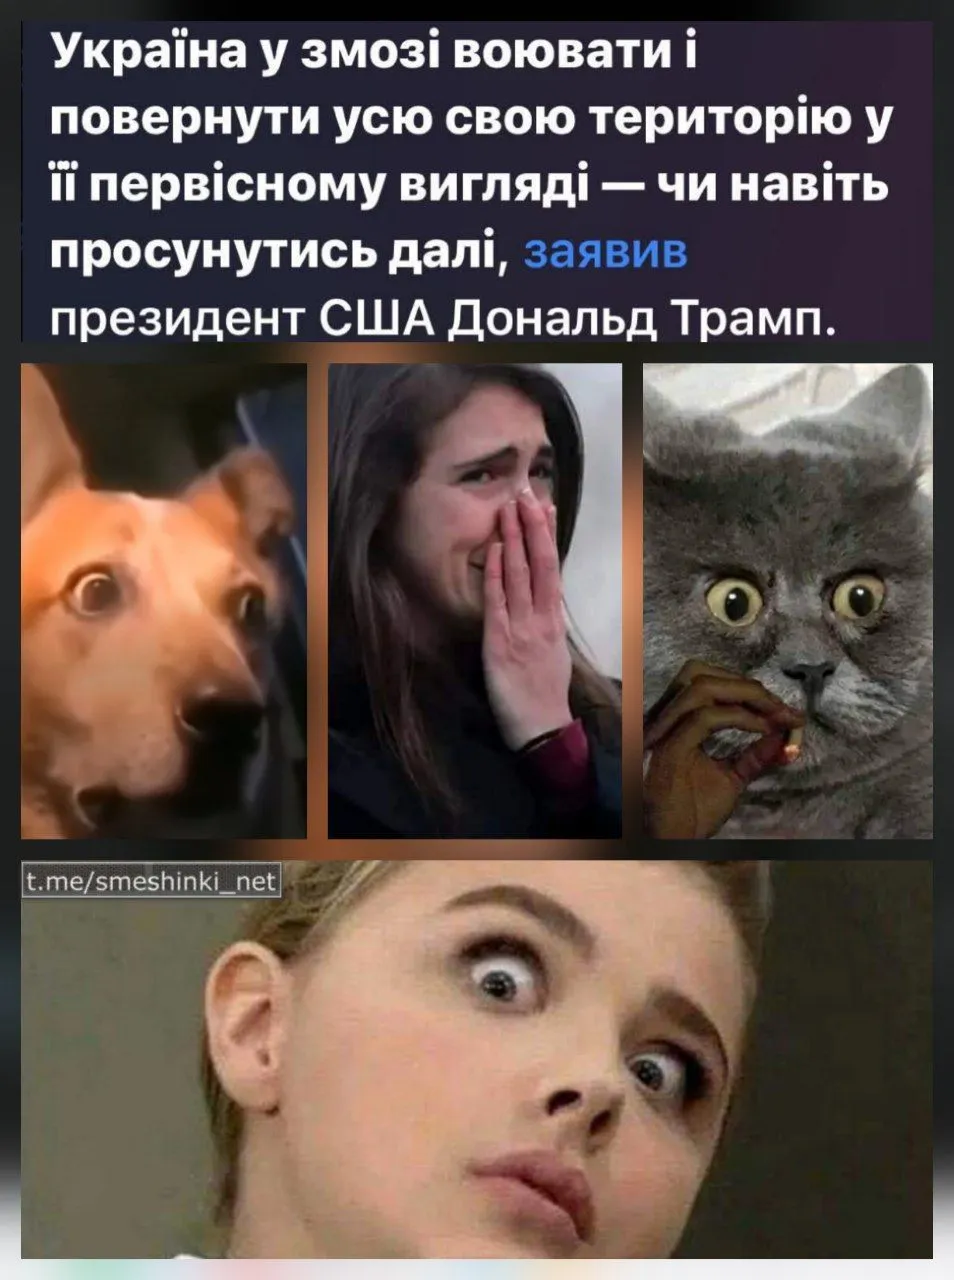 Україна у змозі воювати і
повернути усю свою територію у
її первісному вигляді — чи навіть
просунутись далі, заявив
президент США Дональд Трамп.
t.me/smeshinki_net